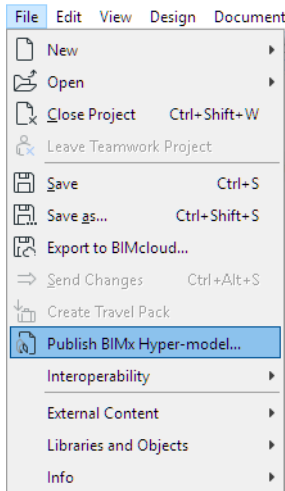 File Edit View Design Document
New
Open
Close Project Ctrl+Shift+W
Leave Teamwork Project
Save Ctrl+S
Save as... Ctrl+Shift+S
Export to BIMcloud...
Send Changes Ctrl+Alt+S
Create Travel Pack
Publish BIMx Hyper-model...
Interoperability
External Content
Libraries and Objects
Info